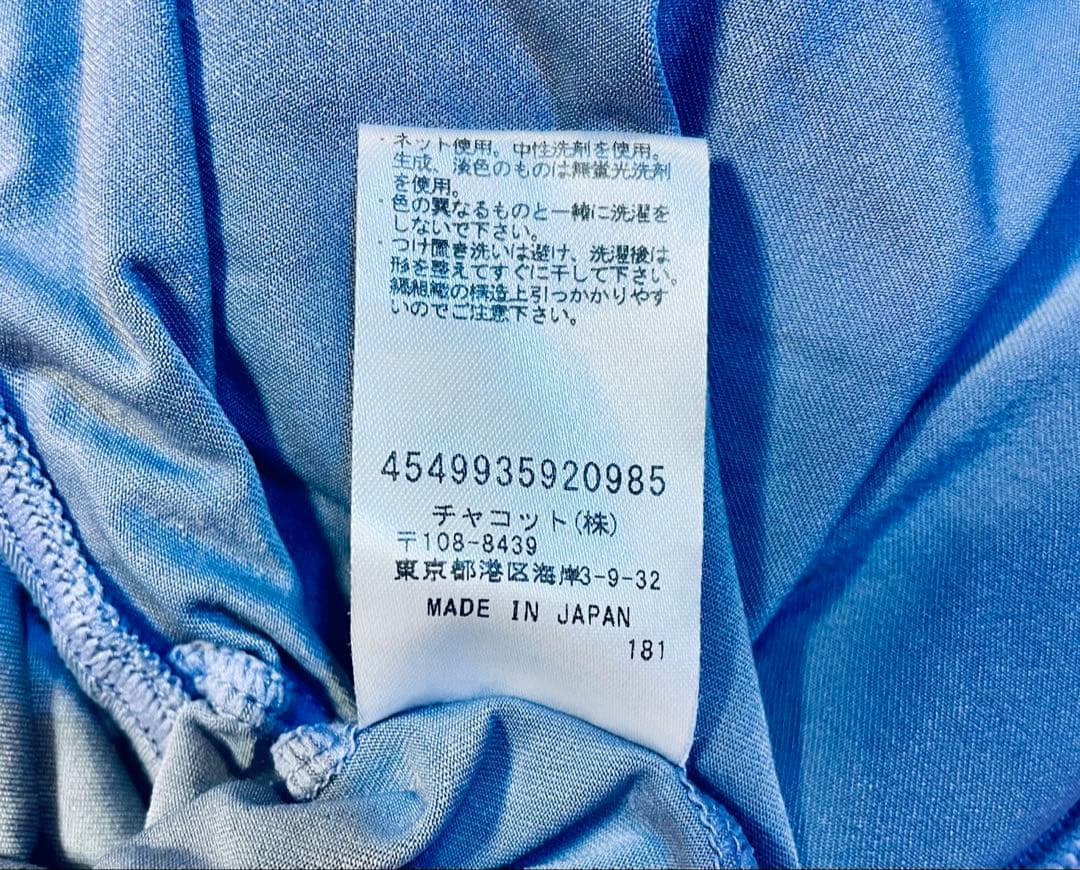 ・ネット使用。中性洗剤を使用。
生成、淡色のものは無蛍光洗剤
を使用。
・色の異なるものと一緒に洗濯を
しないで下さい。
・つけ置き洗いは避け、洗濯後は
形を整えてすぐに干して下さい。
編組織の構造上引っかかりやす
いのでご注意下さい。
4549935920985
チャコット(株)
〒108-8439
東京都港区海岸3-9-32
MADE IN JAPAN
181